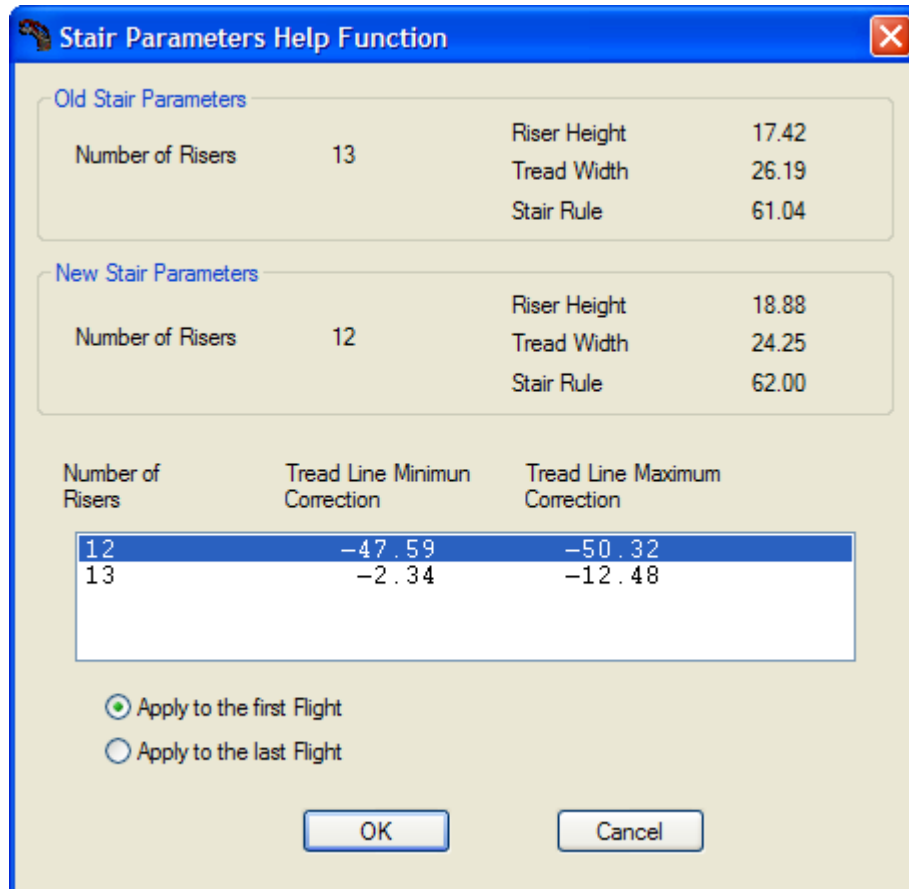 Stair Parameters Help Function
Old Stair Parameters
Number of Risers 13
Riser Height 17.42
Tread Width 26.19
Stair Rule 61.04
New Stair Parameters
Number of Risers 12
Riser Height 18.88
Tread Width 24.25
Stair Rule 62.00
Number of Risers
Tread Line Minimun Correction
Tread Line Maximum Correction
12 -47.59 -50.32
13 -2.34 -12.48
Apply to the first Flight
Apply to the last Flight
OK Cancel